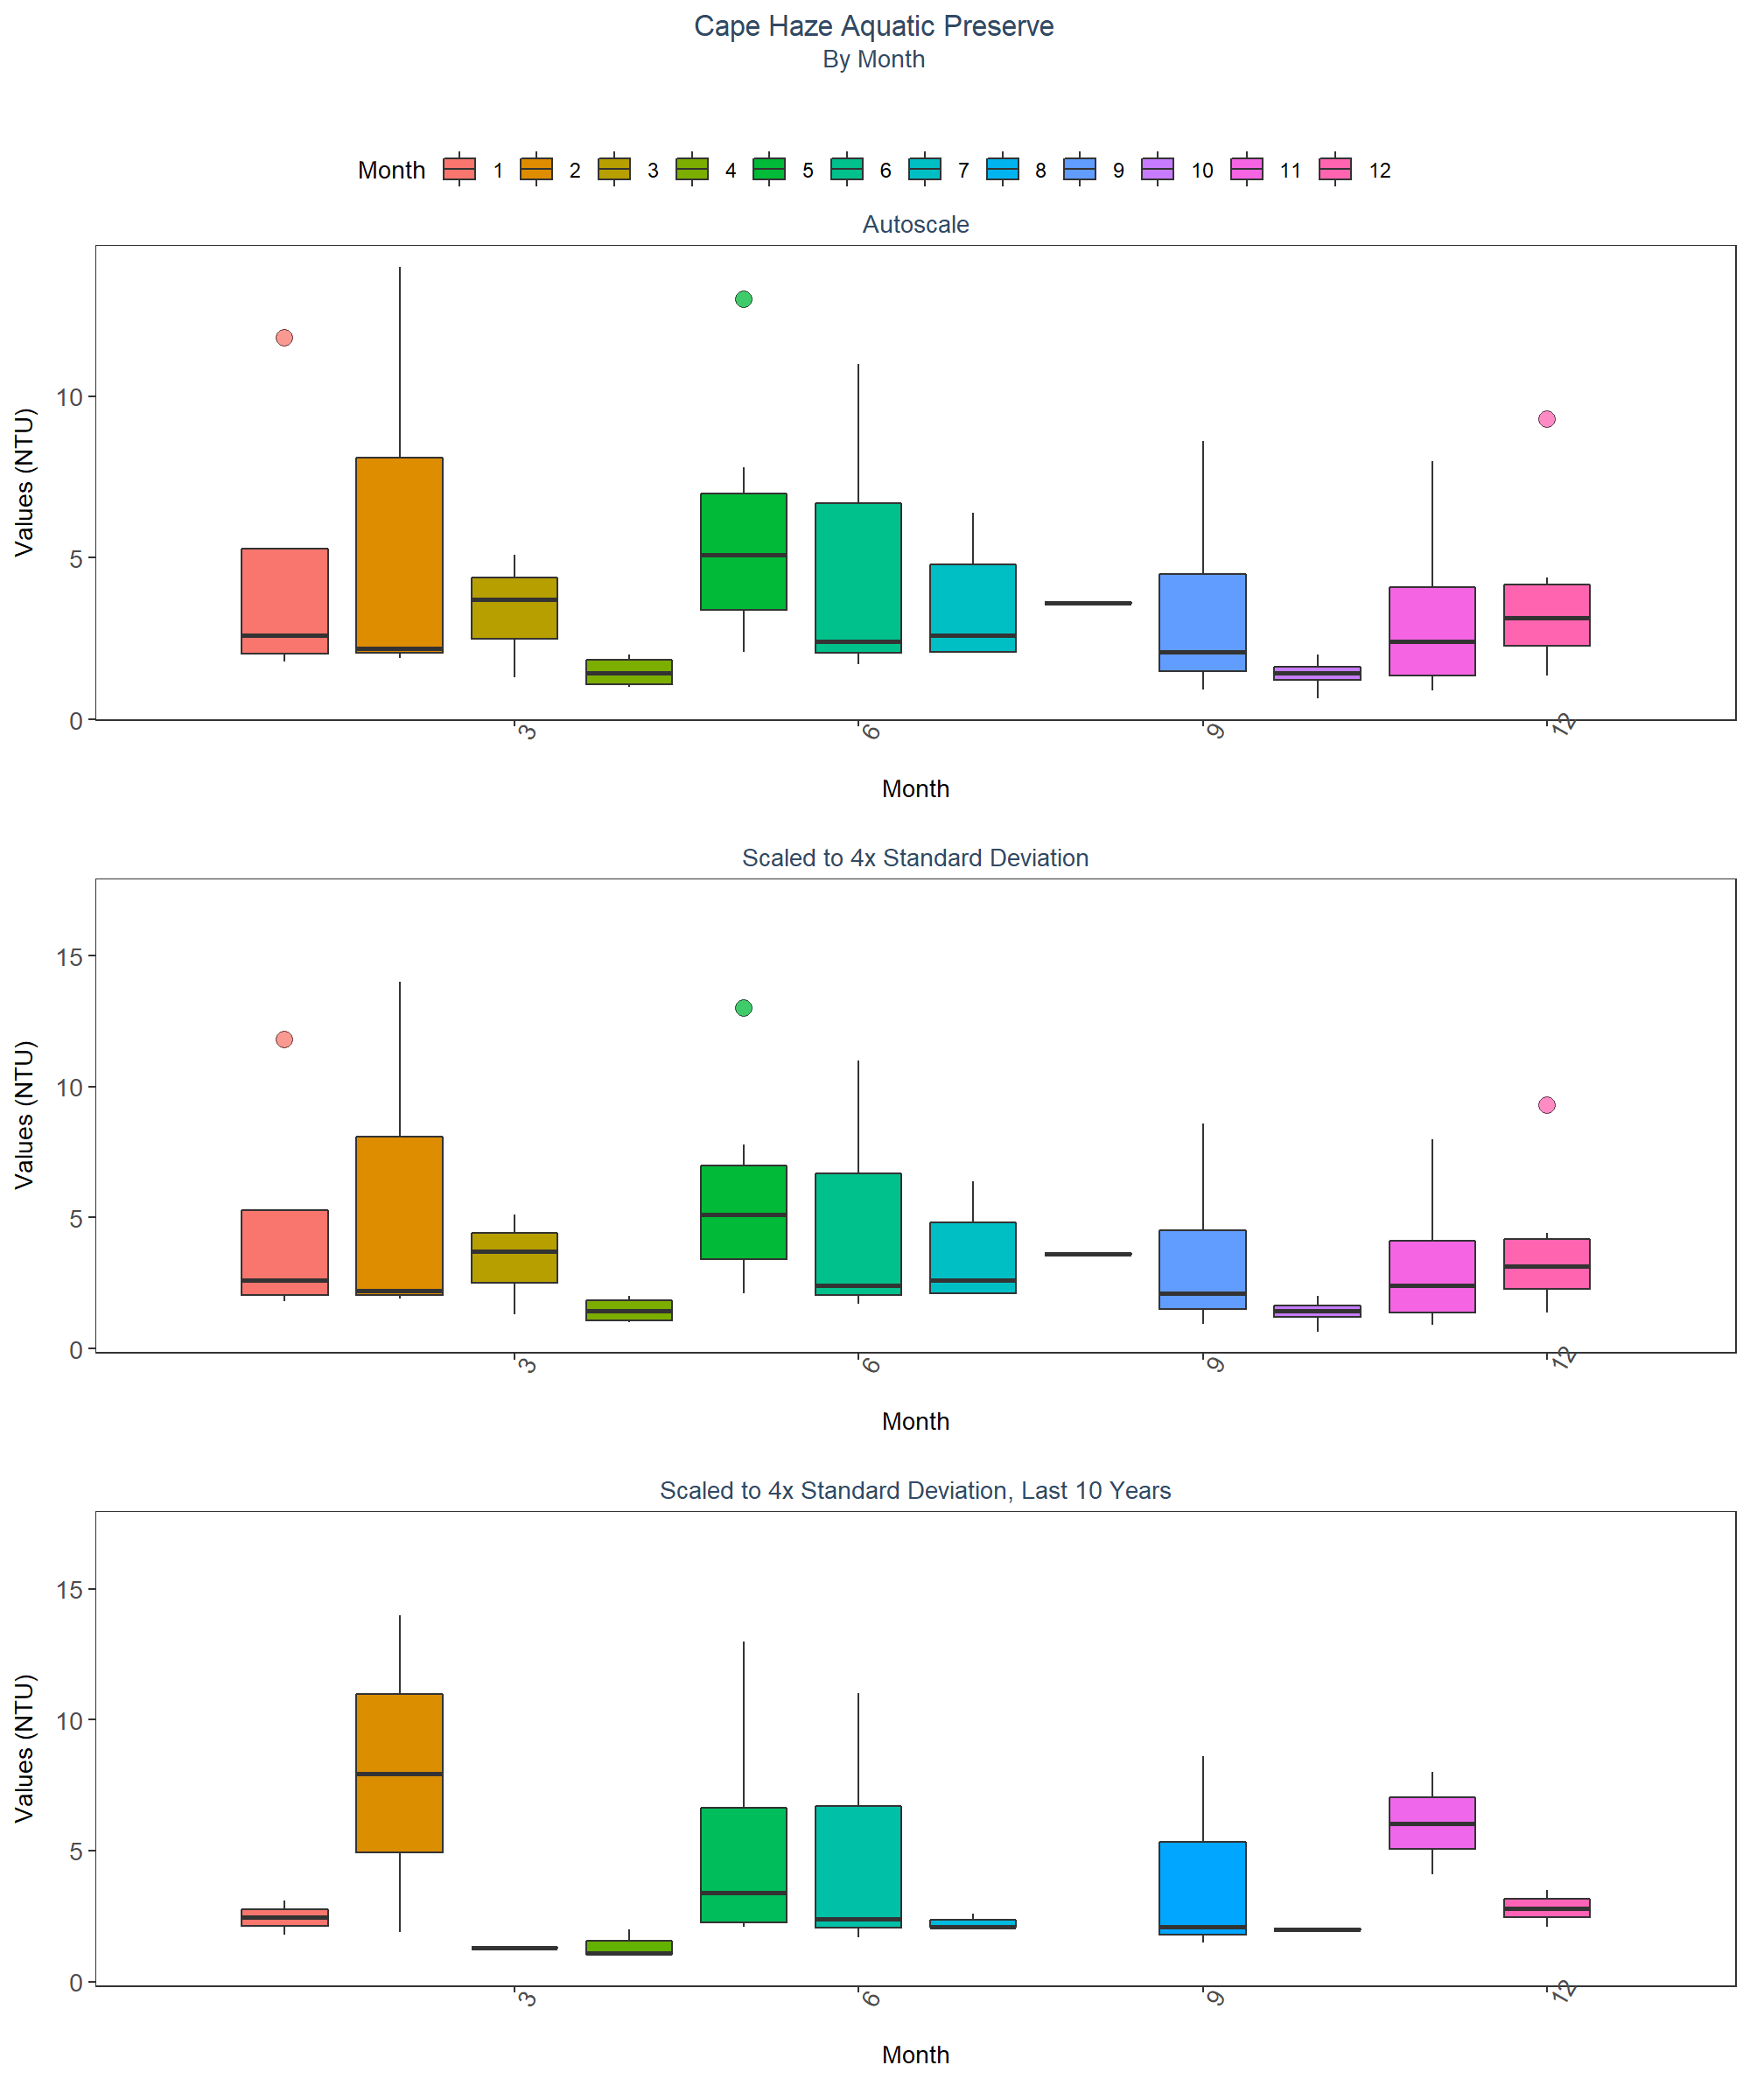 Cape Haze Aquatic Preserve
By Month
Month 1 2 3 4 5 6 7 8 9 10 11 12
Autoscale
Values (NTU)
10
5
0
3 6 9 12
Month
Scaled to 4x Standard Deviation
Values (NTU)
15
10
5
0
3 6 9 12
Month
Scaled to 4x Standard Deviation, Last 10 Years
Values (NTU)
15
10
5
0
3 6 9 12
Month